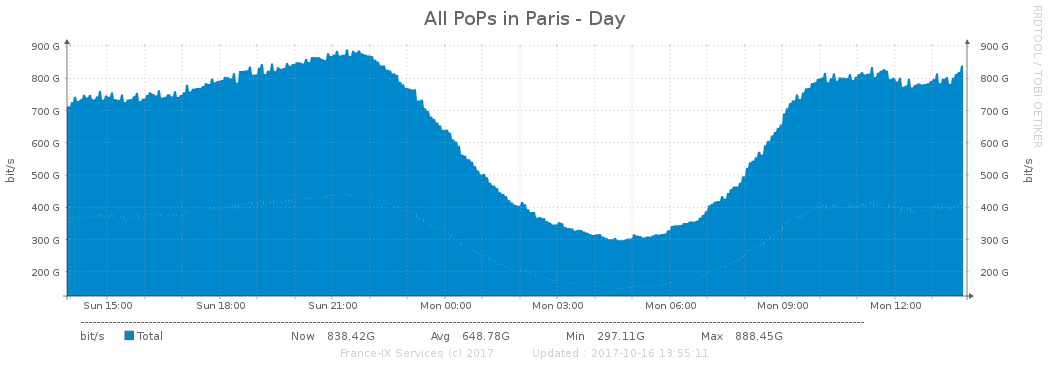 All PoPs in Paris - Day
RRDTOOL / TOBI OETIKER
900 G 900 G
800 G 800 G
700 G 700 G
600 G 600 G
500 G 500 G
400 G 400 G
300 G 300 G
200 G 200 G
bit/s bit/s
Sun 15:00 Sun 18:00 Sun 21:00 Mon 00:00 Mon 03:00 Mon 06:00 Mon 09:00 Mon 12:00
bit/s Total Now 838.42G Avg 648.78G Min 297.11G Max 888.45G
France-IX Services (c) 2017 Updated : 2017-10-16 13:55:11